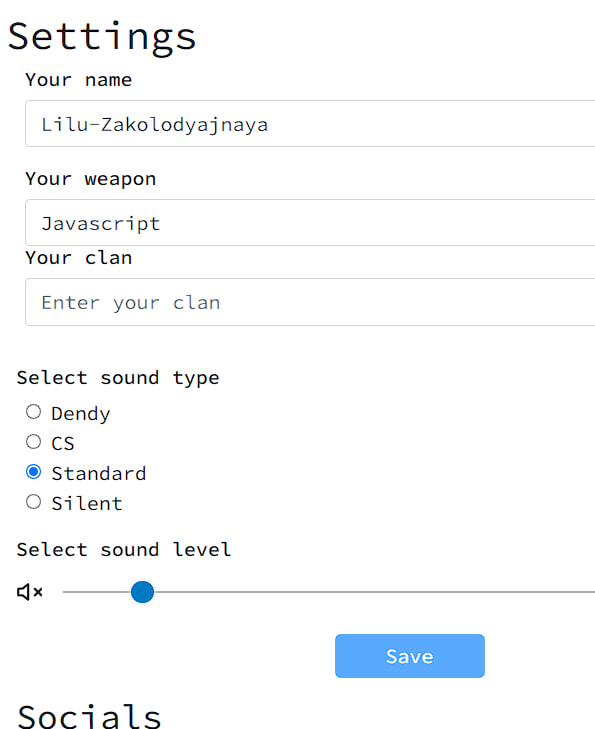 Settings
Your name
Lilu-Zakolodyajnaya
Your weapon
Javascript
Your clan
Enter your clan
Select sound type
Dendy
CS
Standard
Silent
Select sound level
Save
Socials